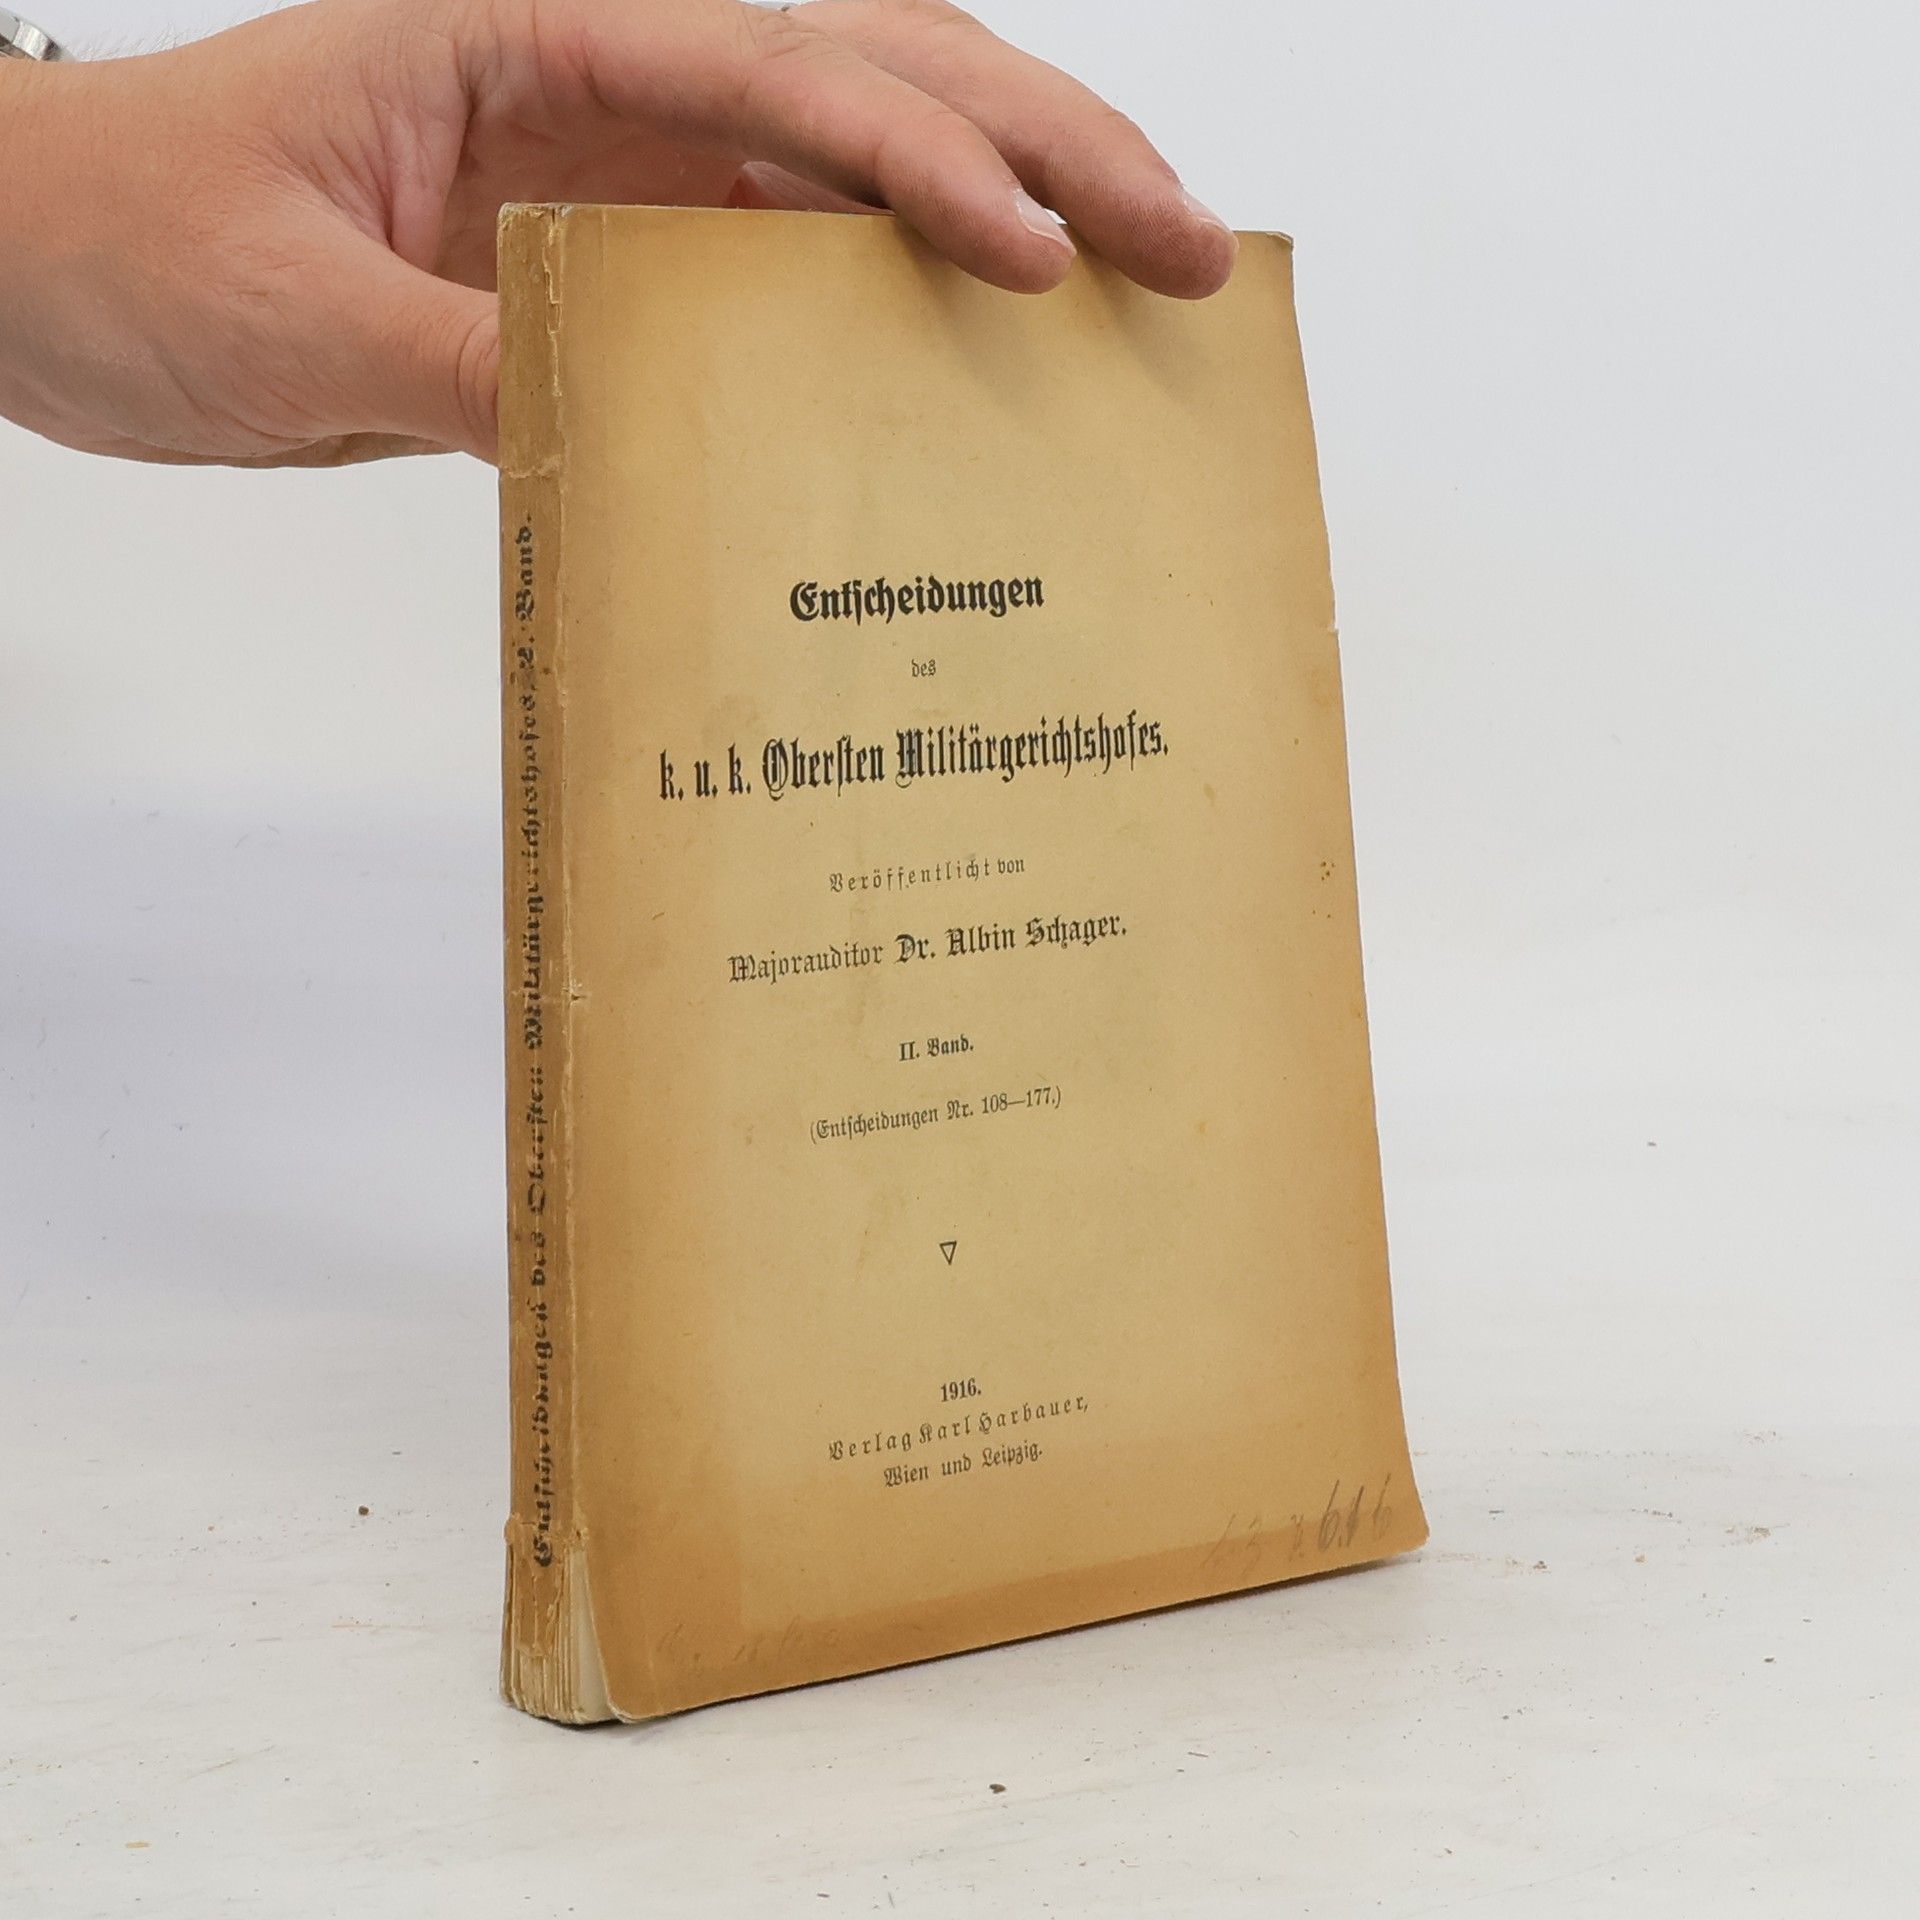 Entscheidungen des Obersten Militärgerichtshofes, 2. Band.
Entscheidungen
des
k. u. k. Obersten Militärgerichtshofes.
Veröffentlicht von
Majorauditor Dr. Albin Schager.
II. Band.
(Entscheidungen Nr. 108—177.)
1916.
Verlag Karl Harbauer,
Wien und Leipzig.